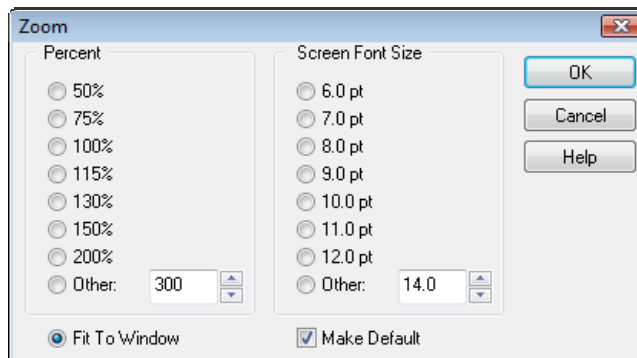 Zoom
Percent
50%
75%
100%
115%
130%
150%
200%
Other: 300
Fit To Window
Screen Font Size
6.0 pt
7.0 pt
8.0 pt
9.0 pt
10.0 pt
11.0 pt
12.0 pt
Other: 14.0
Make Default
OK
Cancel
Help